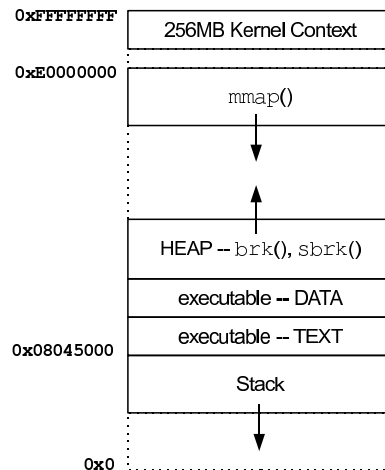 0xFFFFFFFF
256MB Kernel Context
0xE0000000
mmap()
HEAP -- brk(), sbrk()
executable -- DATA
executable -- TEXT
0x08045000
Stack
0x0